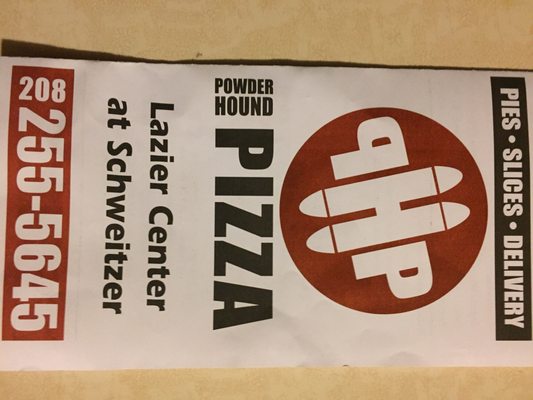 PIES • SLICES • DELIVERY
PHP
POWDER
HOUND
PIZZA
Lazier Center
at Schweitzer
208
255-5645